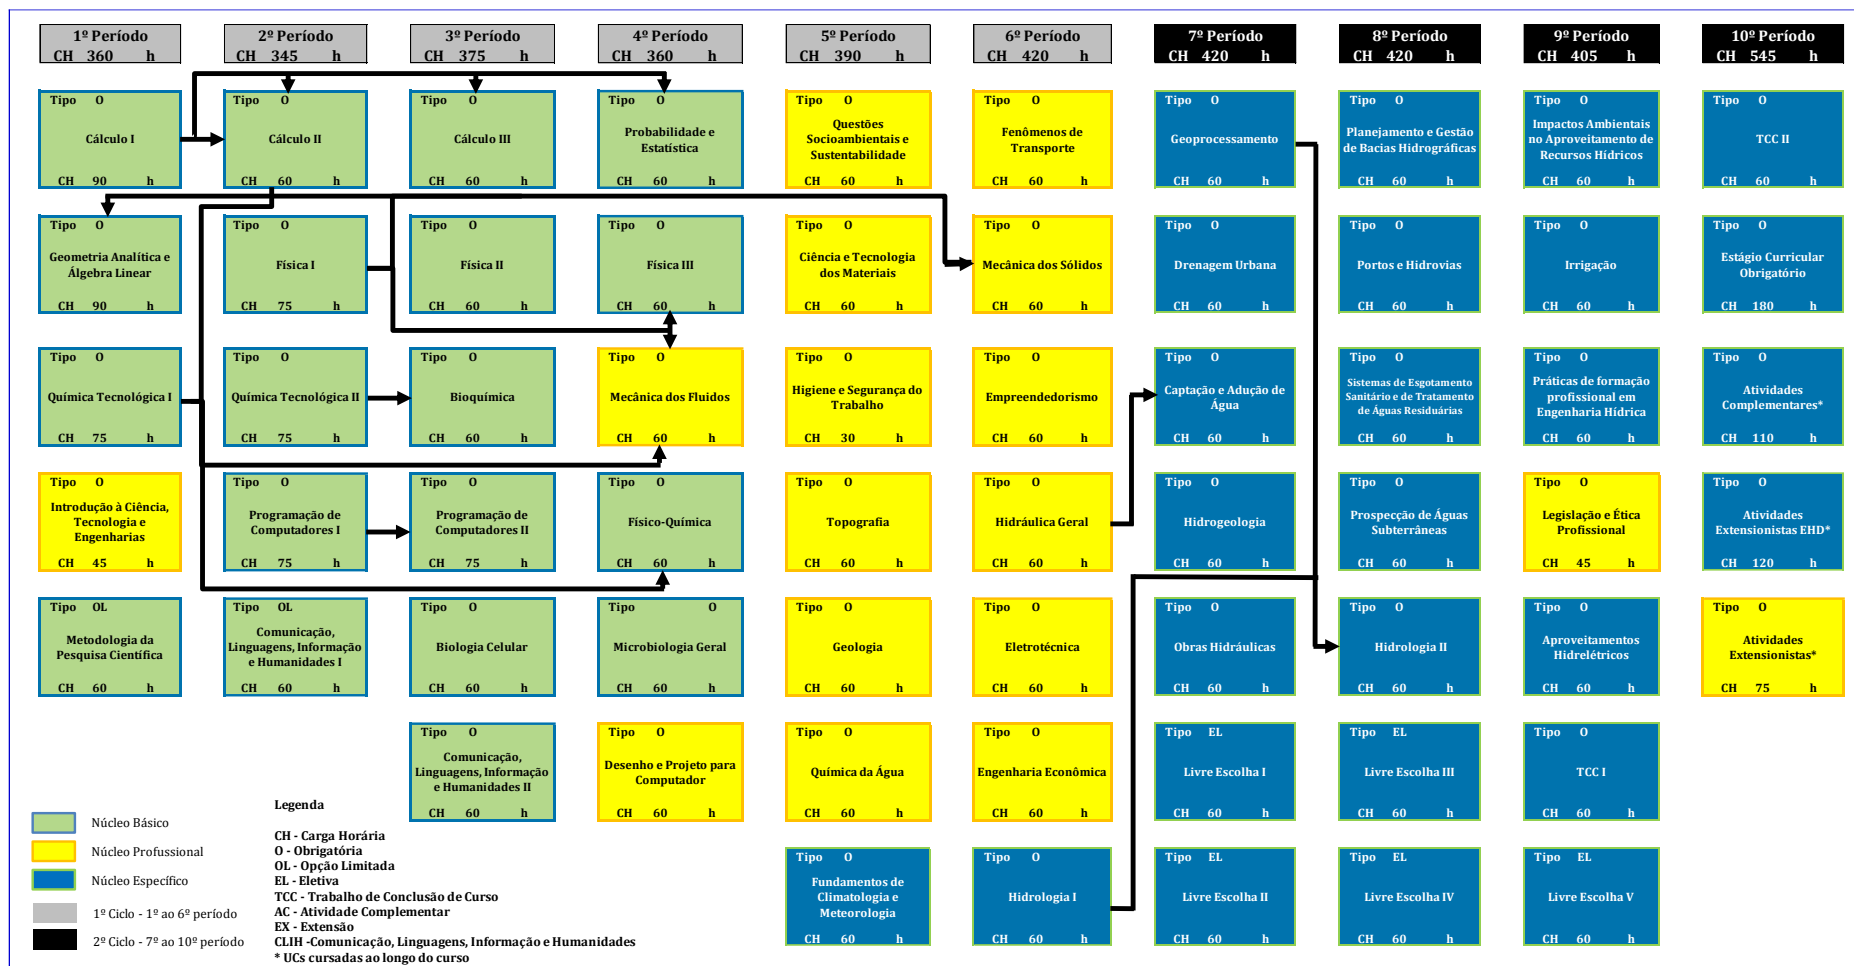 1º Período
CH 360 h
2º Período
CH 345 h
3º Período
CH 375 h
4º Período
CH 360 h
5º Período
CH 390 h
6º Período
CH 420 h
7º Período
CH 420 h
8º Período
CH 420 h
9º Período
CH 405 h
10º Período
CH 545 h
Tipo O
Cálculo I
CH 90 h
Tipo O
Cálculo II
CH 60 h
Tipo O
Cálculo III
CH 60 h
Tipo O
Probabilidade e
Estatística
CH 60 h
Tipo O
Questões
Socioambientais e
Sustentabilidade
CH 60 h
Tipo O
Fenômenos de
Transporte
CH 60 h
Tipo O
Geoprocessamento
CH 60 h
Tipo O
Planejamento e Gestão
de Bacias Hidrográficas
CH 60 h
Tipo O
Impactos Ambientais
no Aproveitamento de
Recursos Hídricos
CH 60 h
Tipo O
TCC II
CH 60 h
Tipo O
Geometria Analítica e
Álgebra Linear
CH 90 h
Tipo O
Física I
CH 75 h
Tipo O
Física II
CH 60 h
Tipo O
Física III
CH 60 h
Tipo O
Ciência e Tecnologia
dos Materiais
CH 60 h
Tipo O
Mecânica dos Sólidos
CH 60 h
Tipo O
Drenagem Urbana
CH 60 h
Tipo O
Portos e Hidrovias
CH 60 h
Tipo O
Irrigação
CH 60 h
Tipo O
Estágio Curricular
Obrigatório
CH 180 h
Tipo O
Química Tecnológica I
CH 75 h
Tipo O
Química Tecnológica II
CH 75 h
Tipo O
Bioquímica
CH 60 h
Tipo O
Mecânica dos Fluidos
CH 60 h
Tipo O
Higiene e Segurança do
Trabalho
CH 30 h
Tipo O
Empreendedorismo
CH 60 h
Tipo O
Captação e Adução de
Água
CH 60 h
Tipo O
Sistemas de Esgotamento
Sanitário e de Tratamento
de Águas Residuárias
CH 60 h
Tipo O
Práticas de formação
profissional em
Engenharia Hídrica
CH 60 h
Tipo O
Atividades
Complementares*
CH 110 h
Tipo O
Introdução à Ciência,
Tecnologia e
Engenharias
CH 45 h
Tipo O
Programação de
Computadores I
CH 75 h
Tipo O
Programação de
Computadores II
CH 75 h
Tipo O
Físico-Química
CH 60 h
Tipo O
Topografia
CH 60 h
Tipo O
Hidráulica Geral
CH 60 h
Tipo O
Hidrogeologia
CH 60 h
Tipo O
Prospecção de Águas
Subterrâneas
CH 60 h
Tipo O
Legislação e Ética
Profissional
CH 45 h
Tipo O
Atividades
Extensionistas EHD*
CH 120 h
Tipo OL
Metodologia da
Pesquisa Científica
CH 60 h
Tipo OL
Comunicação,
Linguagens, Informação
e Humanidades I
CH 60 h
Tipo O
Biologia Celular
CH 60 h
Tipo O
Microbiologia Geral
CH 60 h
Tipo O
Geologia
CH 60 h
Tipo O
Eletrotécnica
CH 60 h
Tipo O
Obras Hidráulicas
CH 60 h
Tipo O
Hidrologia II
CH 60 h
Tipo O
Aproveitamentos
Hidrelétricos
CH 60 h
Tipo O
Atividades
Extensionistas*
CH 75 h
Tipo O
Comunicação,
Linguagens, Informação
e Humanidades II
CH 60 h
Tipo O
Desenho e Projeto para
Computador
CH 60 h
Tipo O
Química da Água
CH 60 h
Tipo O
Engenharia Econômica
CH 60 h
Tipo EL
Livre Escolha I
CH 60 h
Tipo EL
Livre Escolha III
CH 60 h
Tipo O
TCC I
CH 60 h
Tipo O
Fundamentos de
Climatologia e
Meteorologia
CH 60 h
Tipo O
Hidrologia I
CH 60 h
Tipo EL
Livre Escolha II
CH 60 h
Tipo EL
Livre Escolha IV
CH 60 h
Tipo EL
Livre Escolha V
CH 60 h
Núcleo Básico
Núcleo Profussional
Núcleo Específico
1º Ciclo - 1º ao 6º período
2º Ciclo - 7º ao 10º período
Legenda
CH - Carga Horária
O - Obrigatória
OL - Opção Limitada
EL - Eletiva
TCC - Trabalho de Conclusão de Curso
AC - Atividade Complementar
EX - Extensão
CLIH -Comunicação, Linguagens, Informação e Humanidades
* UCs cursadas ao longo do curso